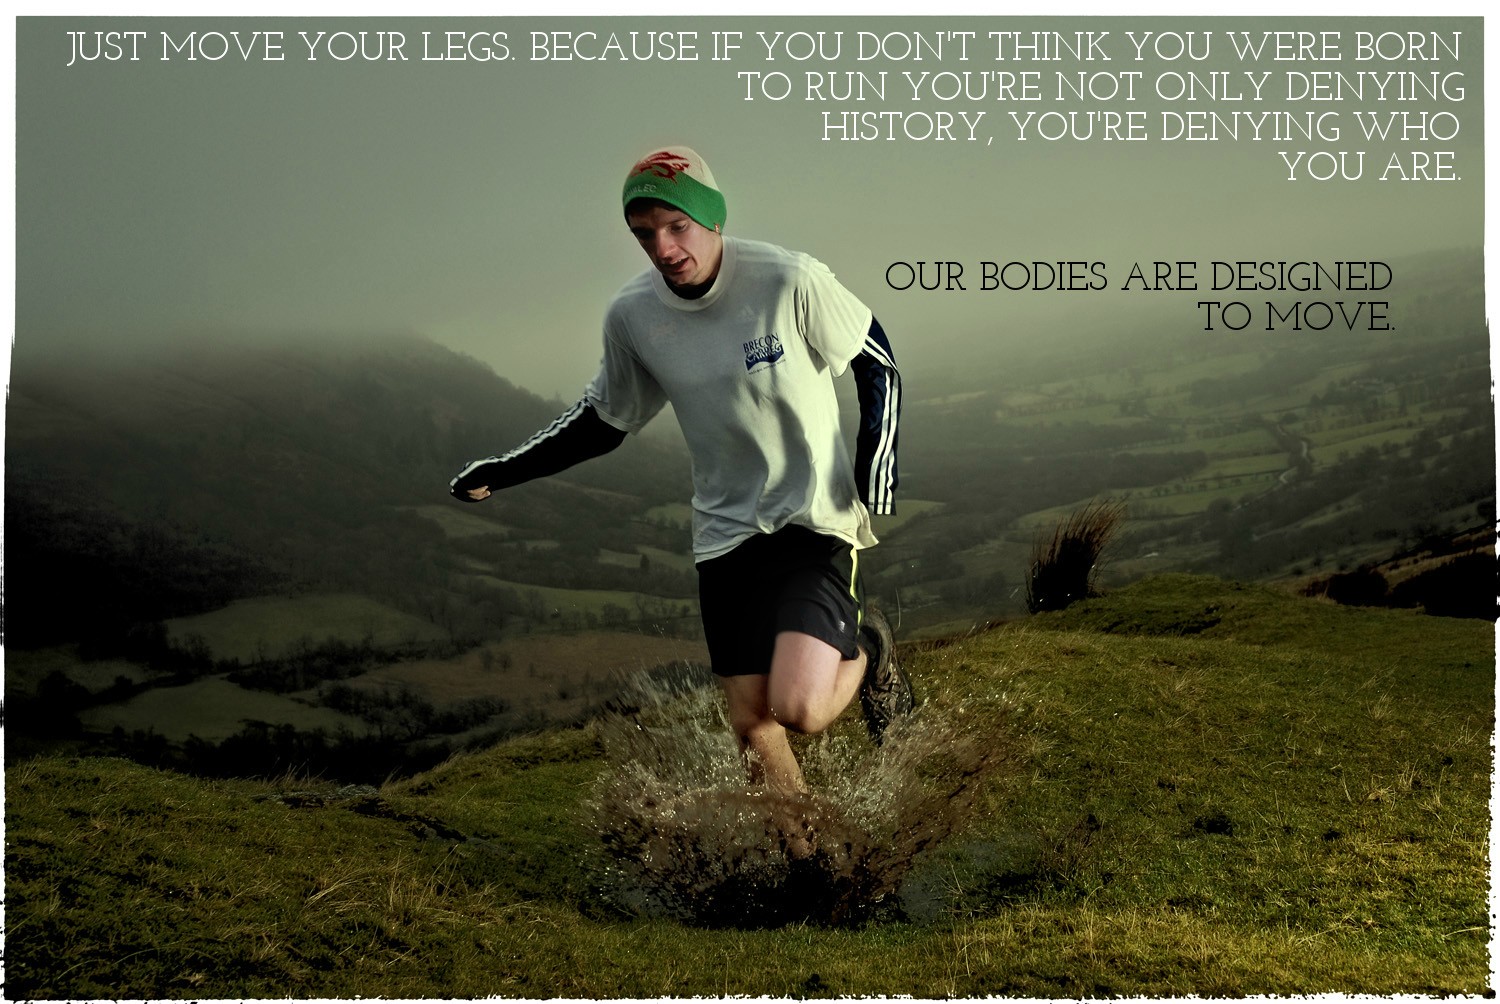 JUST MOVE YOUR LEGS. BECAUSE IF YOU DON'T THINK YOU WERE BORN
TO RUN YOU'RE NOT ONLY DENYING
HISTORY, YOU'RE DENYING WHO
YOU ARE.
OUR BODIES ARE DESIGNED
TO MOVE.
BRECON